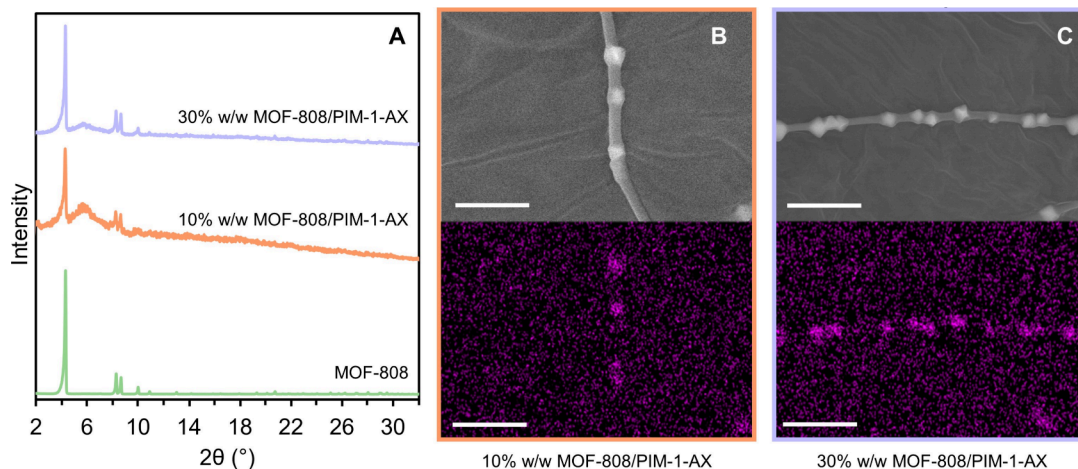 A
30% w/w MOF-808/PIM-1-AX
10% w/w MOF-808/PIM-1-AX
MOF-808
Intensity
2 6 10 14 18 22 26 30
2θ (°)
B
10% w/w MOF-808/PIM-1-AX
C
30% w/w MOF-808/PIM-1-AX